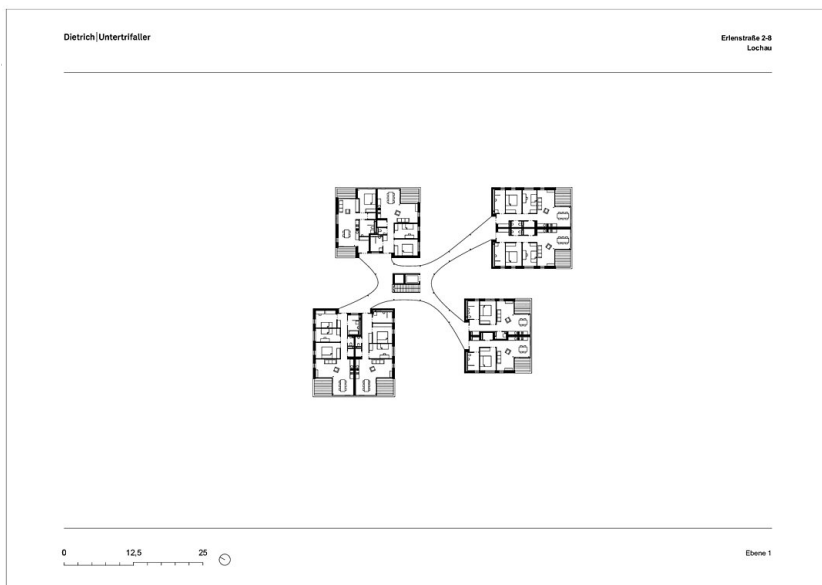 Dietrich|Untertrifaller
Erlenstraße 2-8
Lochau
0 12,5 25
Ebene 1